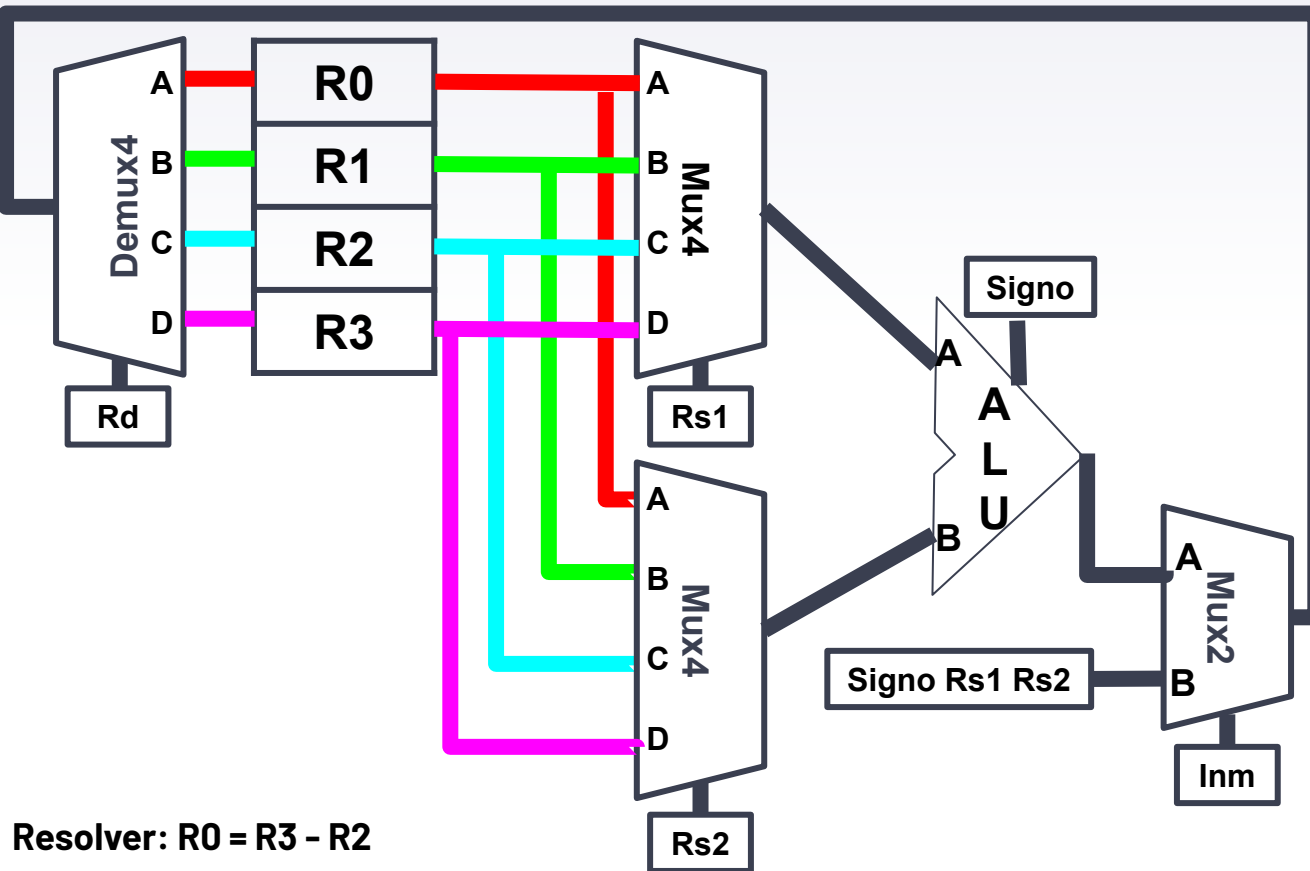 Demux4
A
B
C
D
Rd
R0
R1
R2
R3
Mux4
A
B
C
D
Rs1
Mux4
A
B
C
D
Rs2
Signo
A
B
A
L
U
Signo Rs1 Rs2
Mux2
A
B
Inm
Resolver: R0 = R3 - R2